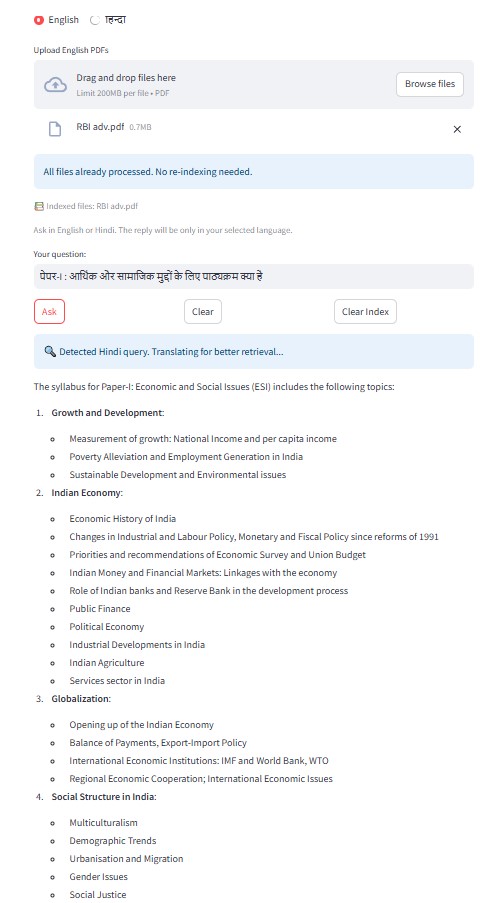 English हिन्दी
Upload English PDFs
Drag and drop files here
Limit 200MB per file • PDF
Browse files
RBI adv.pdf 0.7MB
All files already processed. No re-indexing needed.
Indexed files: RBI adv.pdf
Ask in English or Hindi. The reply will be only in your selected language.
Your question:
पेपर-I : आर्थिक और सामाजिक मुद्दों के लिए पाठ्यक्रम क्या है
Ask Clear Clear Index
Detected Hindi query. Translating for better retrieval...
The syllabus for Paper-I: Economic and Social Issues (ESI) includes the following topics:
1. Growth and Development:
Measurement of growth: National Income and per capita income
Poverty Alleviation and Employment Generation in India
Sustainable Development and Environmental issues
2. Indian Economy:
Economic History of India
Changes in Industrial and Labour Policy, Monetary and Fiscal Policy since reforms of 1991
Priorities and recommendations of Economic Survey and Union Budget
Indian Money and Financial Markets: Linkages with the economy
Role of Indian banks and Reserve Bank in the development process
Public Finance
Political Economy
Industrial Developments in India
Indian Agriculture
Services sector in India
3. Globalization:
Opening up of the Indian Economy
Balance of Payments, Export-Import Policy
International Economic Institutions: IMF and World Bank, WTO
Regional Economic Cooperation; International Economic Issues
4. Social Structure in India:
Multiculturalism
Demographic Trends
Urbanisation and Migration
Gender Issues
Social Justice